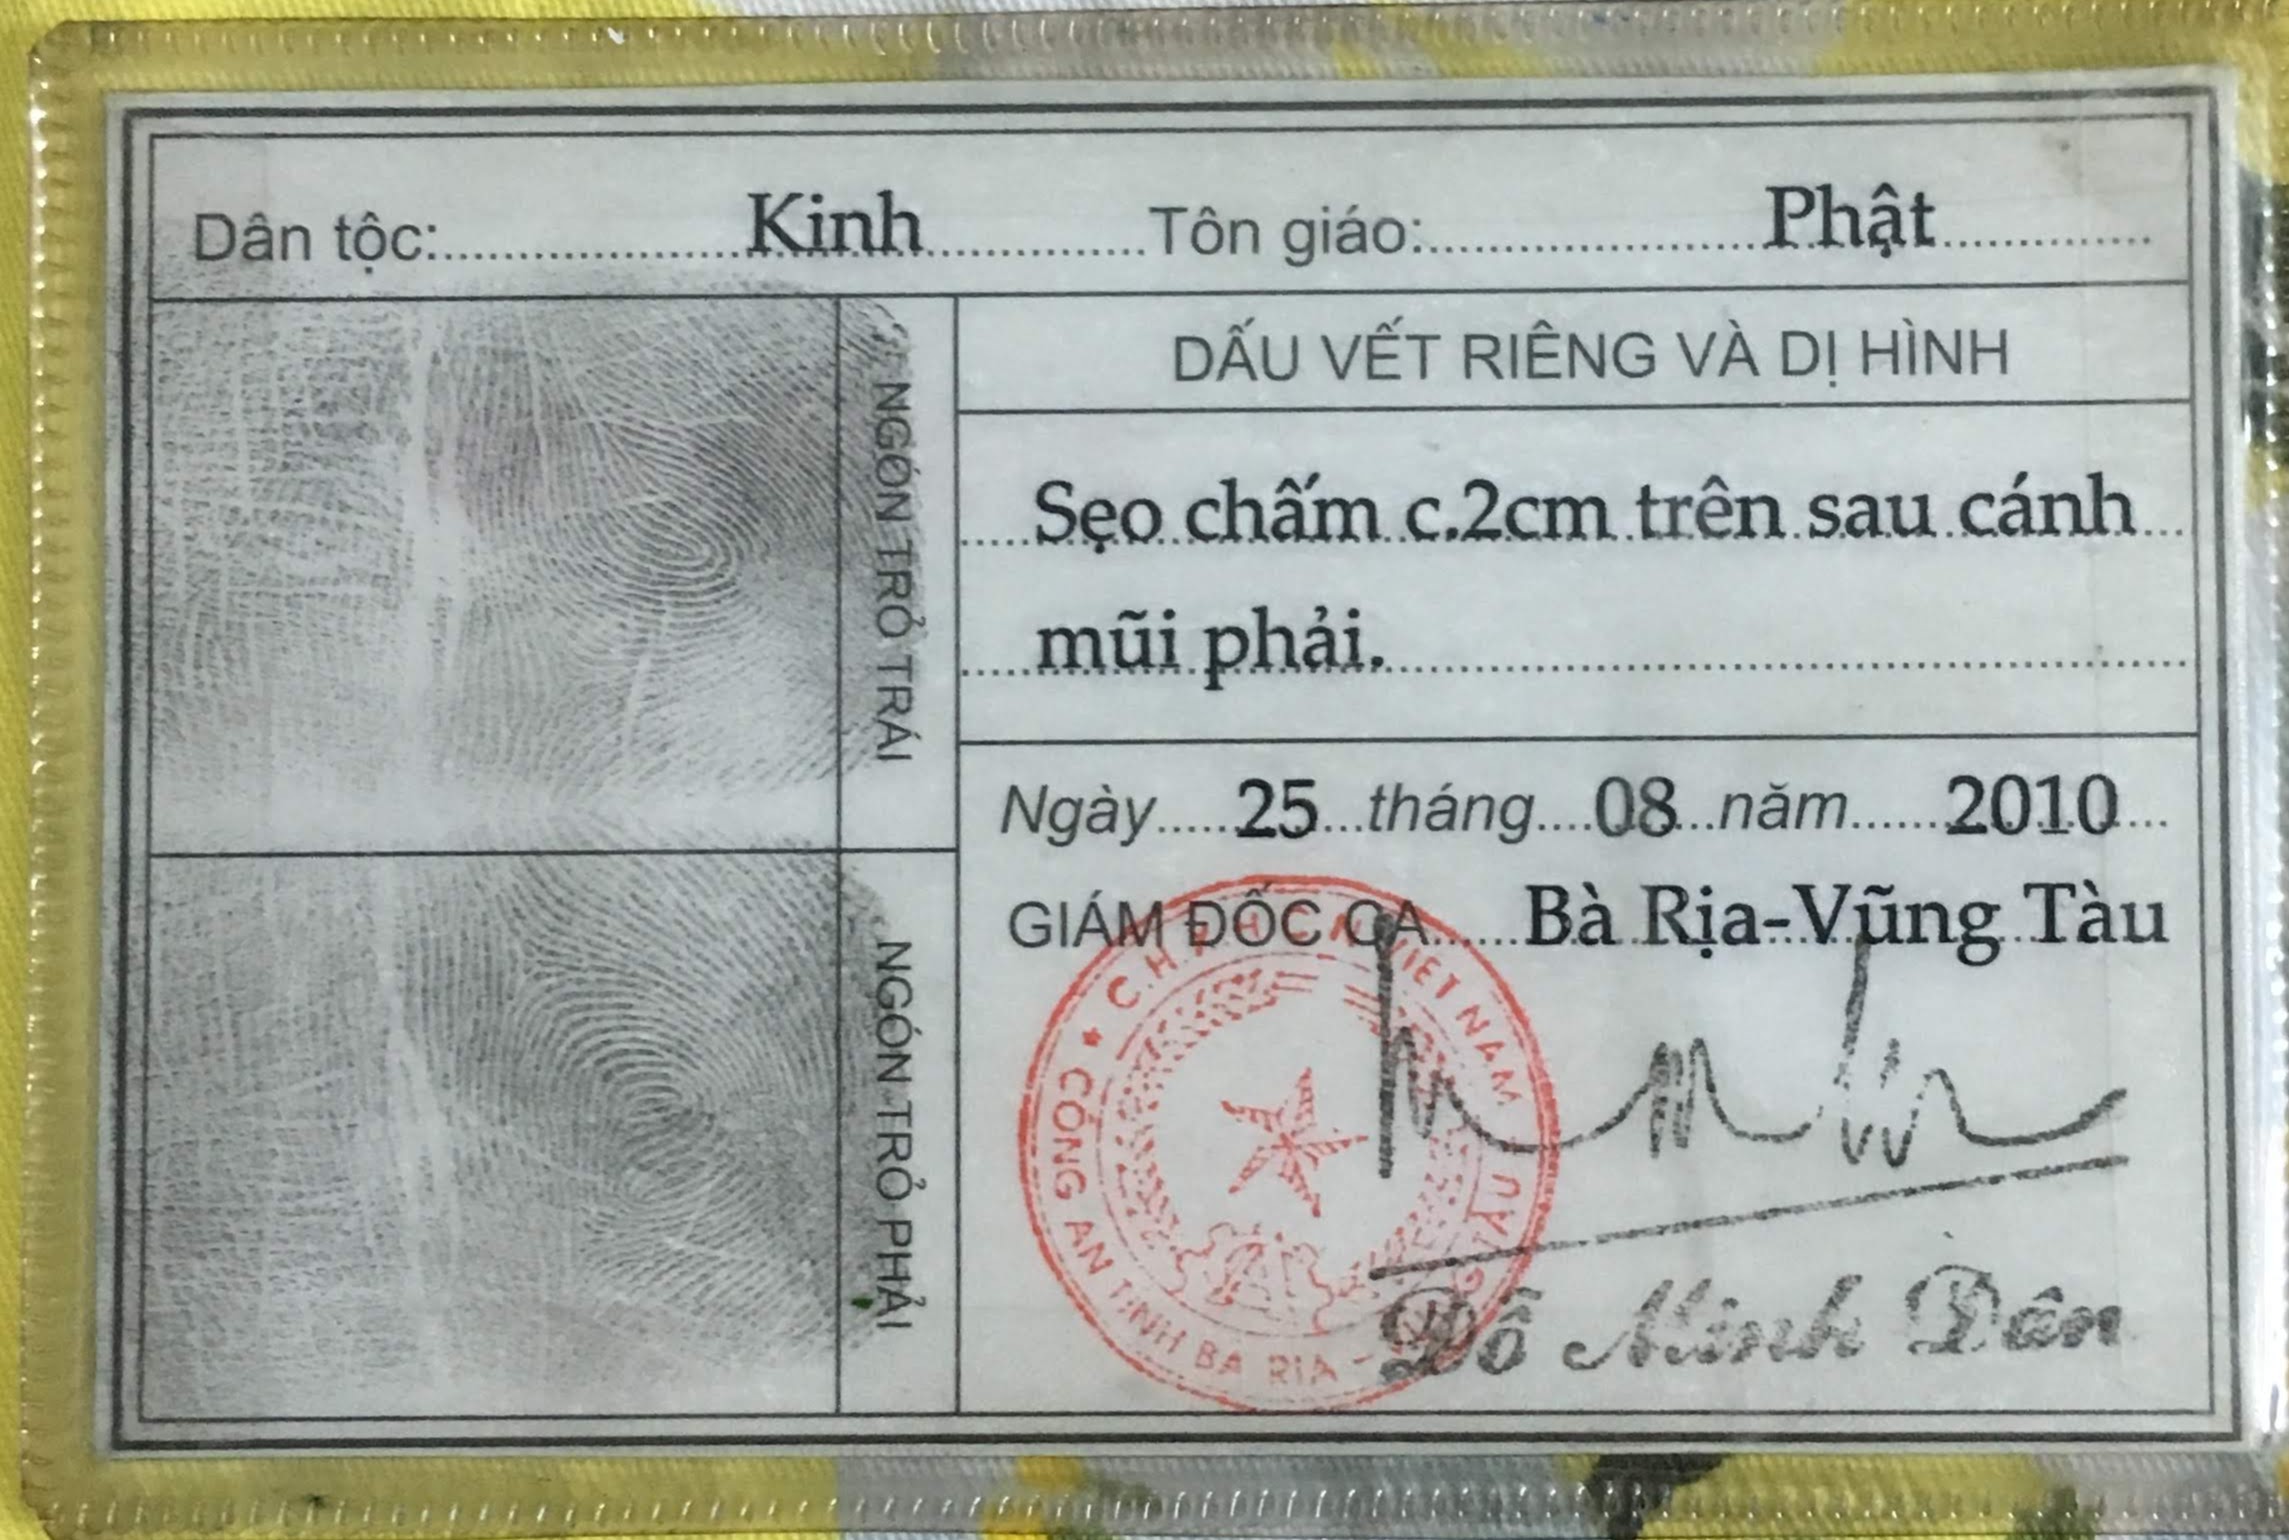 Dân tộc: Kinh Tôn giáo: Phật
NGÓN TRỎ TRÁI
DẤU VẾT RIÊNG VÀ DỊ HÌNH
Sẹo chấm c.2cm trên sau cánh
mũi phải.
NGÓN TRỎ PHẢI
Ngày 25 tháng 08 năm 2010
GIÁM ĐỐC CA Bà Rịa-Vũng Tàu
VIỆT NAM
CÔNG AN TỈNH BÀ RỊA -
Đỗ Minh Dân